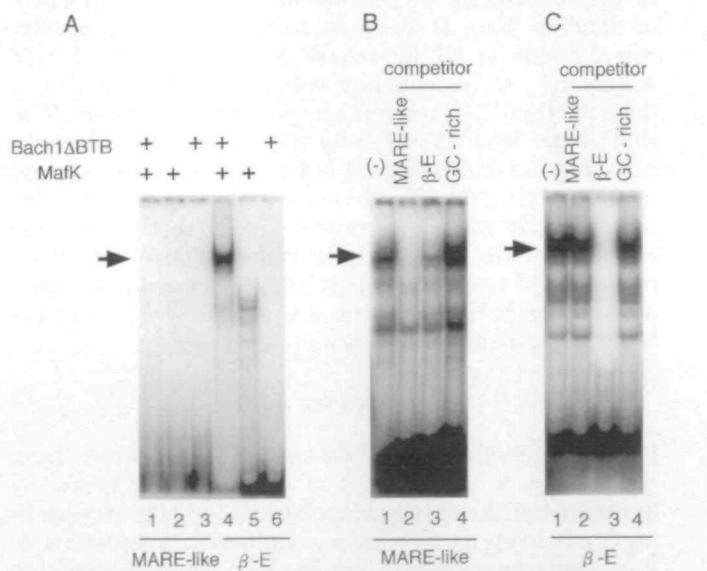 A
B
C
competitor
competitor
(-)
MARE-like
β-E
GC - rich
(-)
MARE-like
β-E
GC - rich
Bach1ΔBTB + + + +
MafK + + + +
1 2 3 4 5 6
1 2 3 4
1 2 3 4
MARE-like β-E
MARE-like
β-E